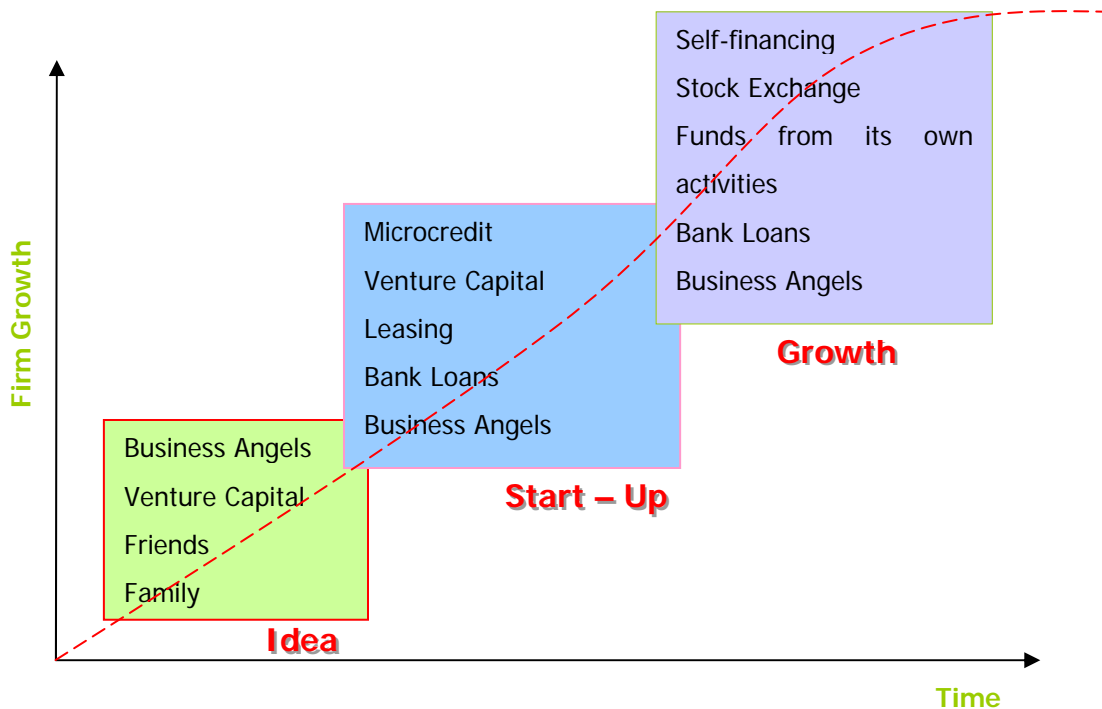 Self-financing
Stock Exchange
Funds from its own
activities
Bank Loans
Business Angels
Growth
Microcredit
Venture Capital
Leasing
Bank Loans
Business Angels
Start – Up
Business Angels
Venture Capital
Friends
Family
Idea
Firm Growth
Time